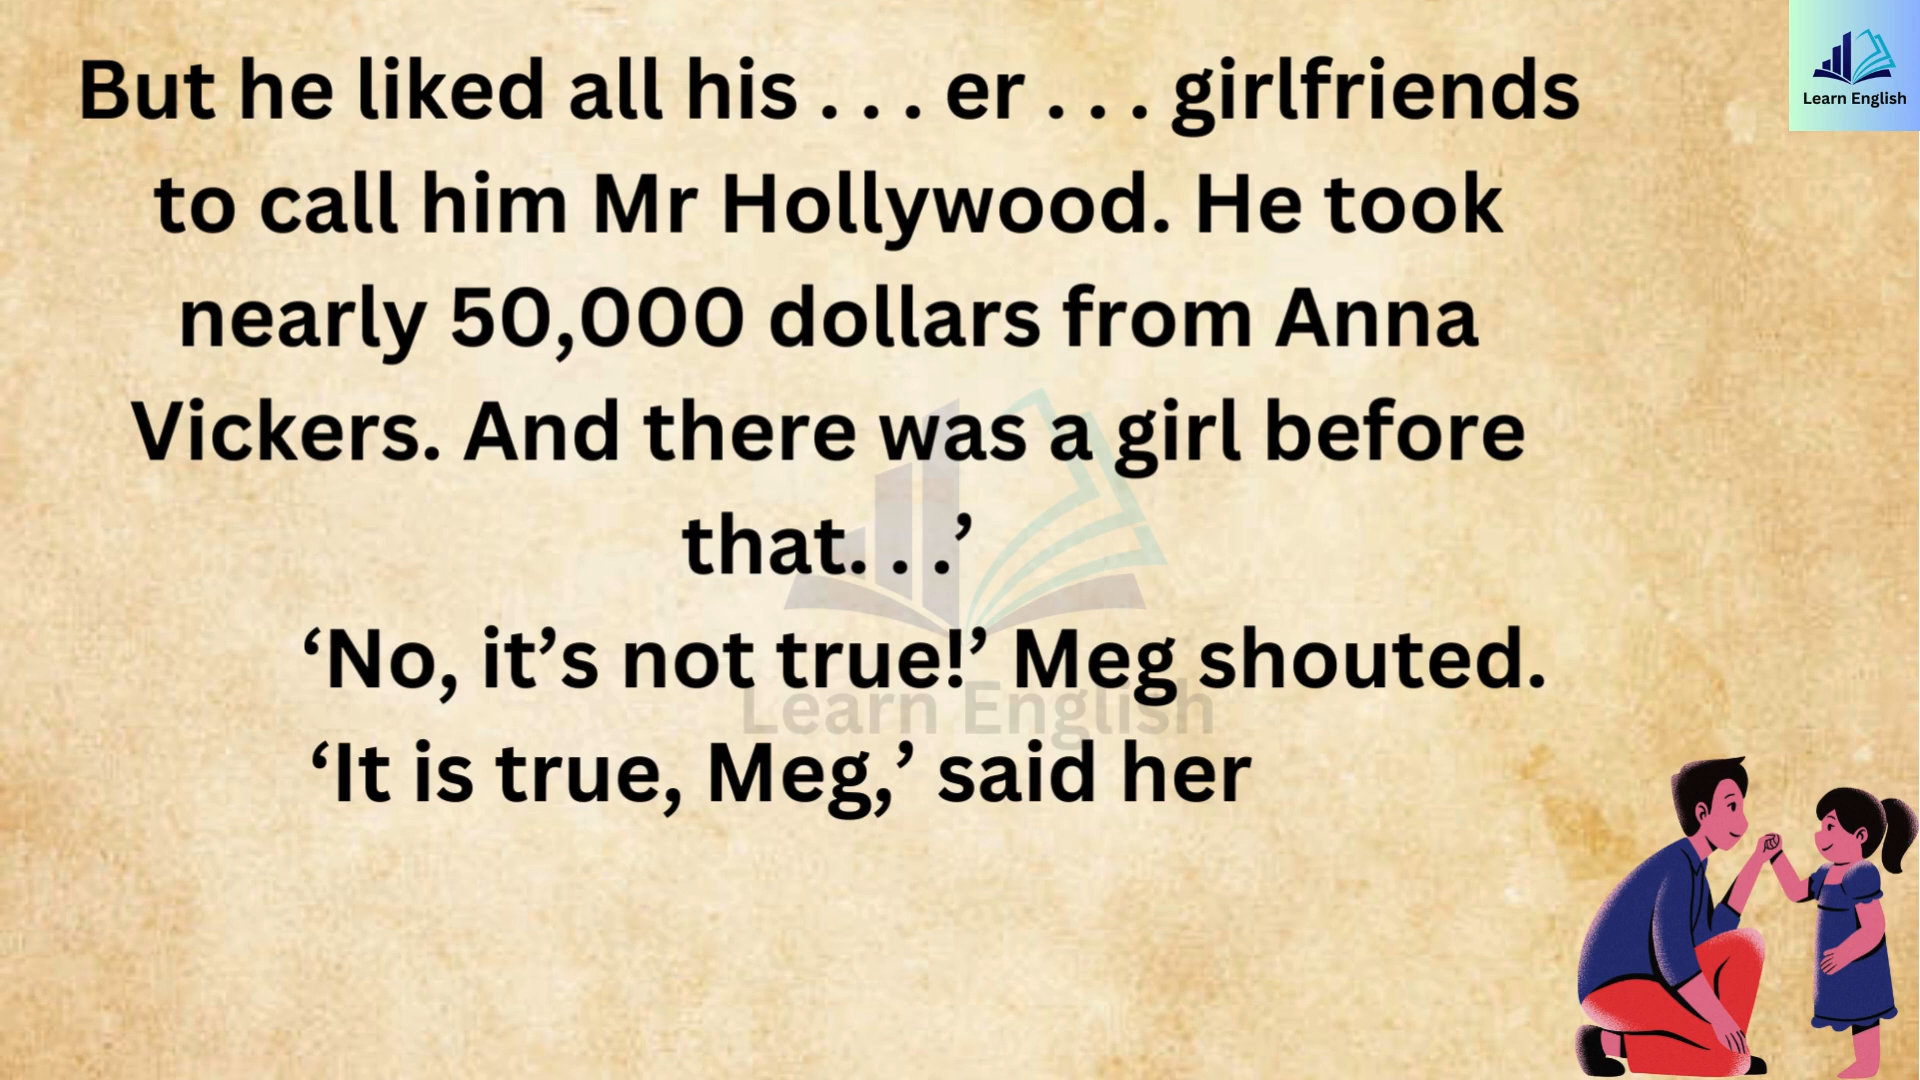 But he liked all his . . . er . . . girlfriends
to call him Mr Hollywood. He took
nearly 50,000 dollars from Anna
Vickers. And there was a girl before
that. . .’
‘No, it’s not true!’ Meg shouted.
‘It is true, Meg,’ said her
Learn English
Learn English